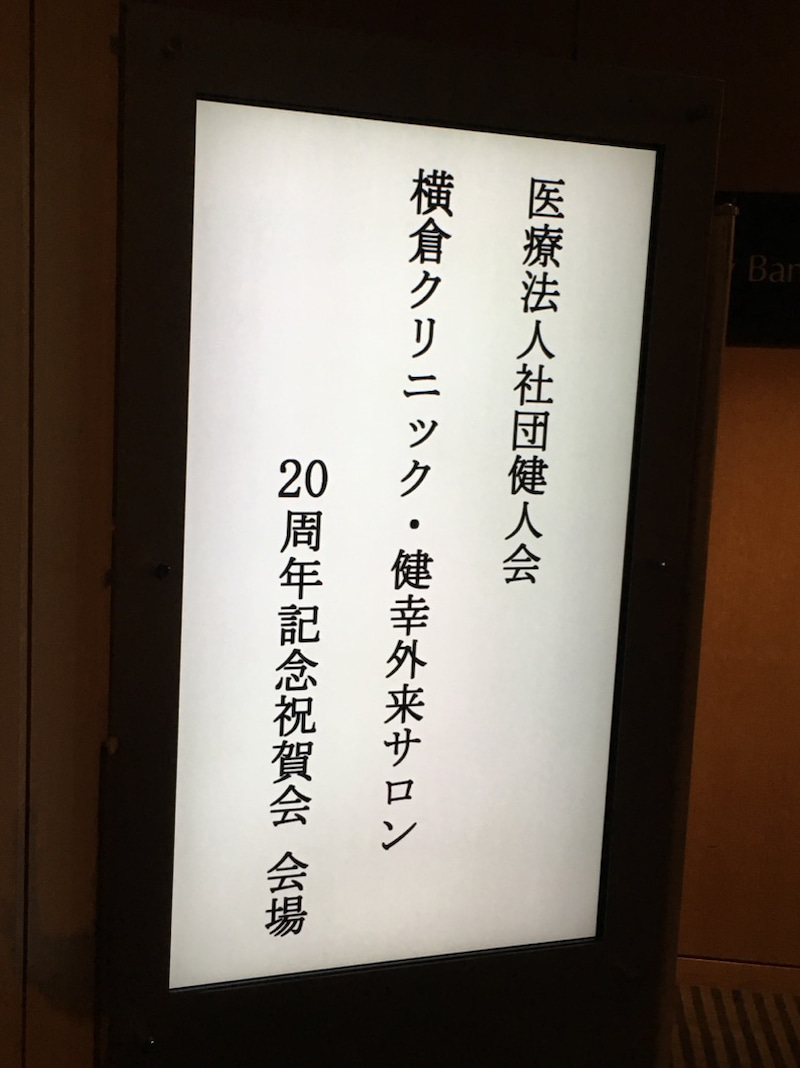 医療法人社団健人会
横倉クリニック・健幸外来サロン
20周年記念祝賀会 会場
Bar